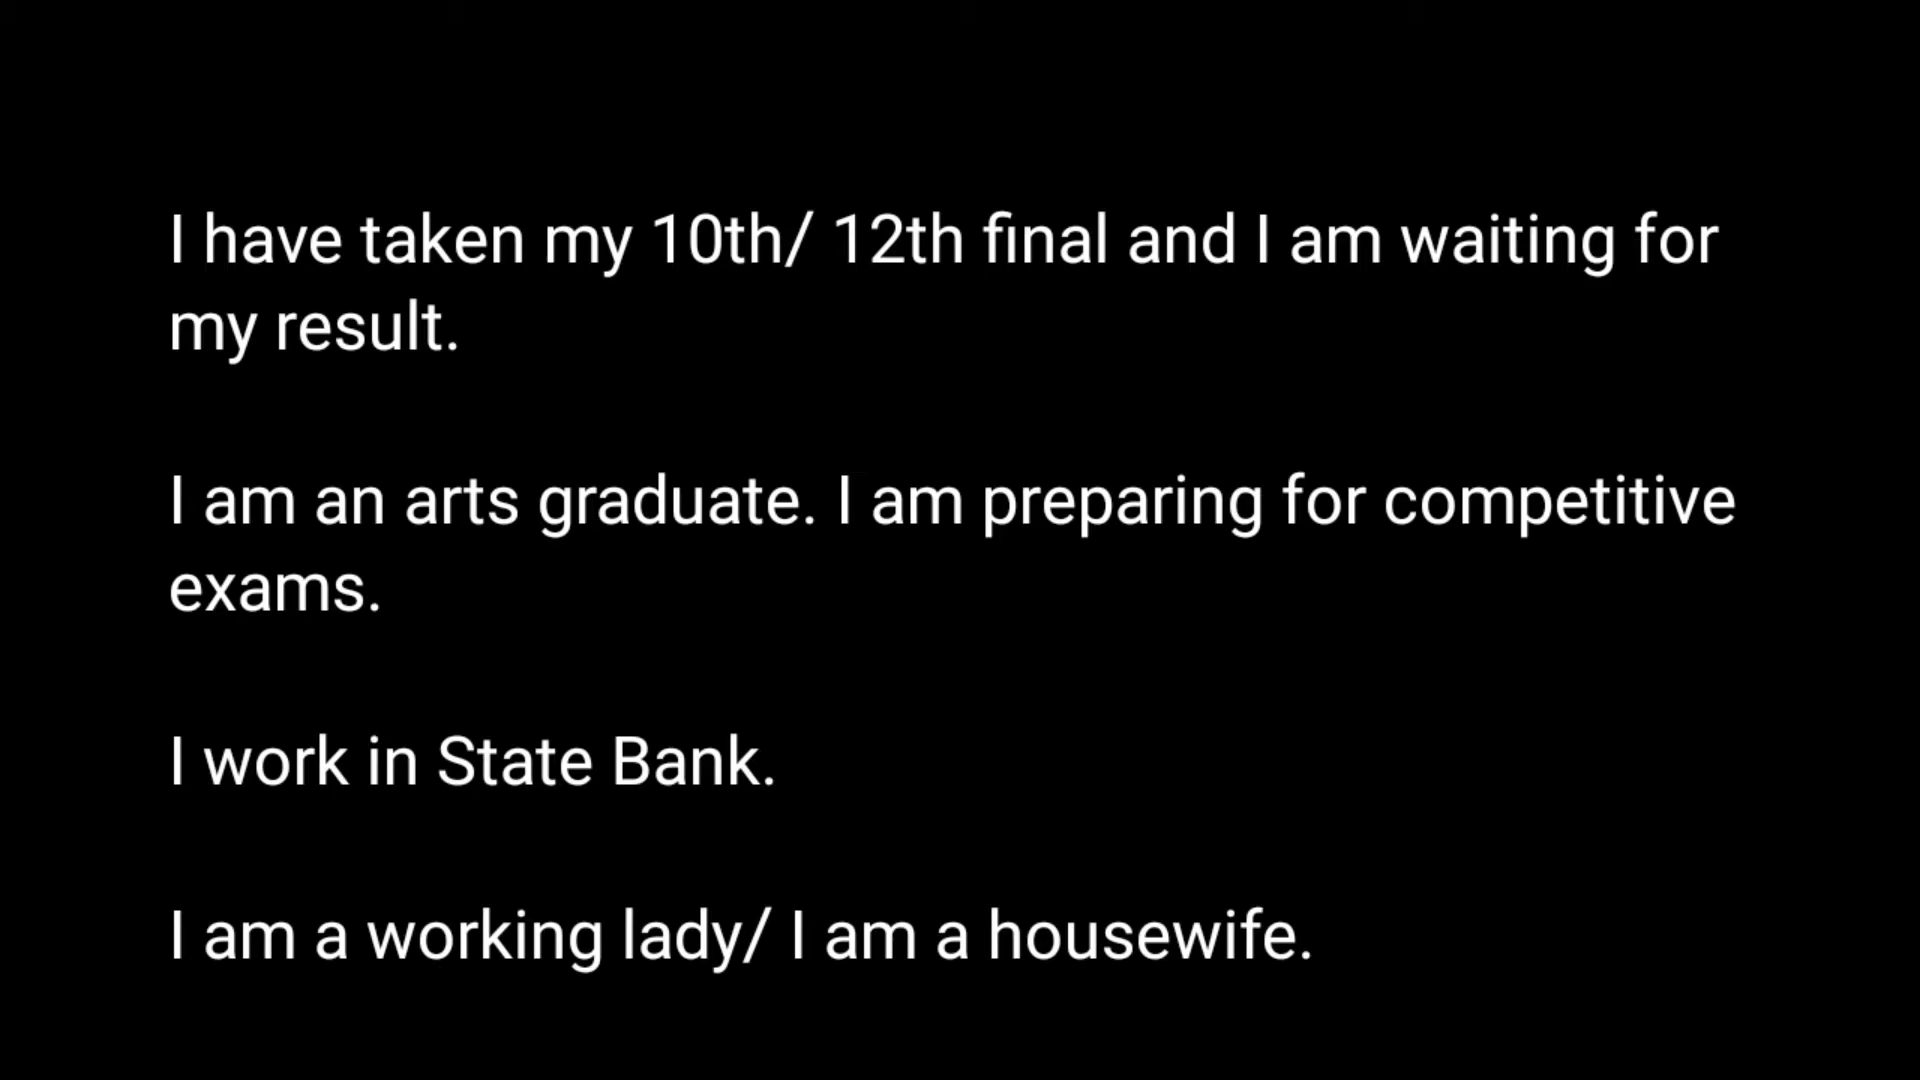 I have taken my 10th/ 12th final and I am waiting for
my result.
I am an arts graduate. I am preparing for competitive
exams.
I work in State Bank.
I am a working lady/ I am a housewife.